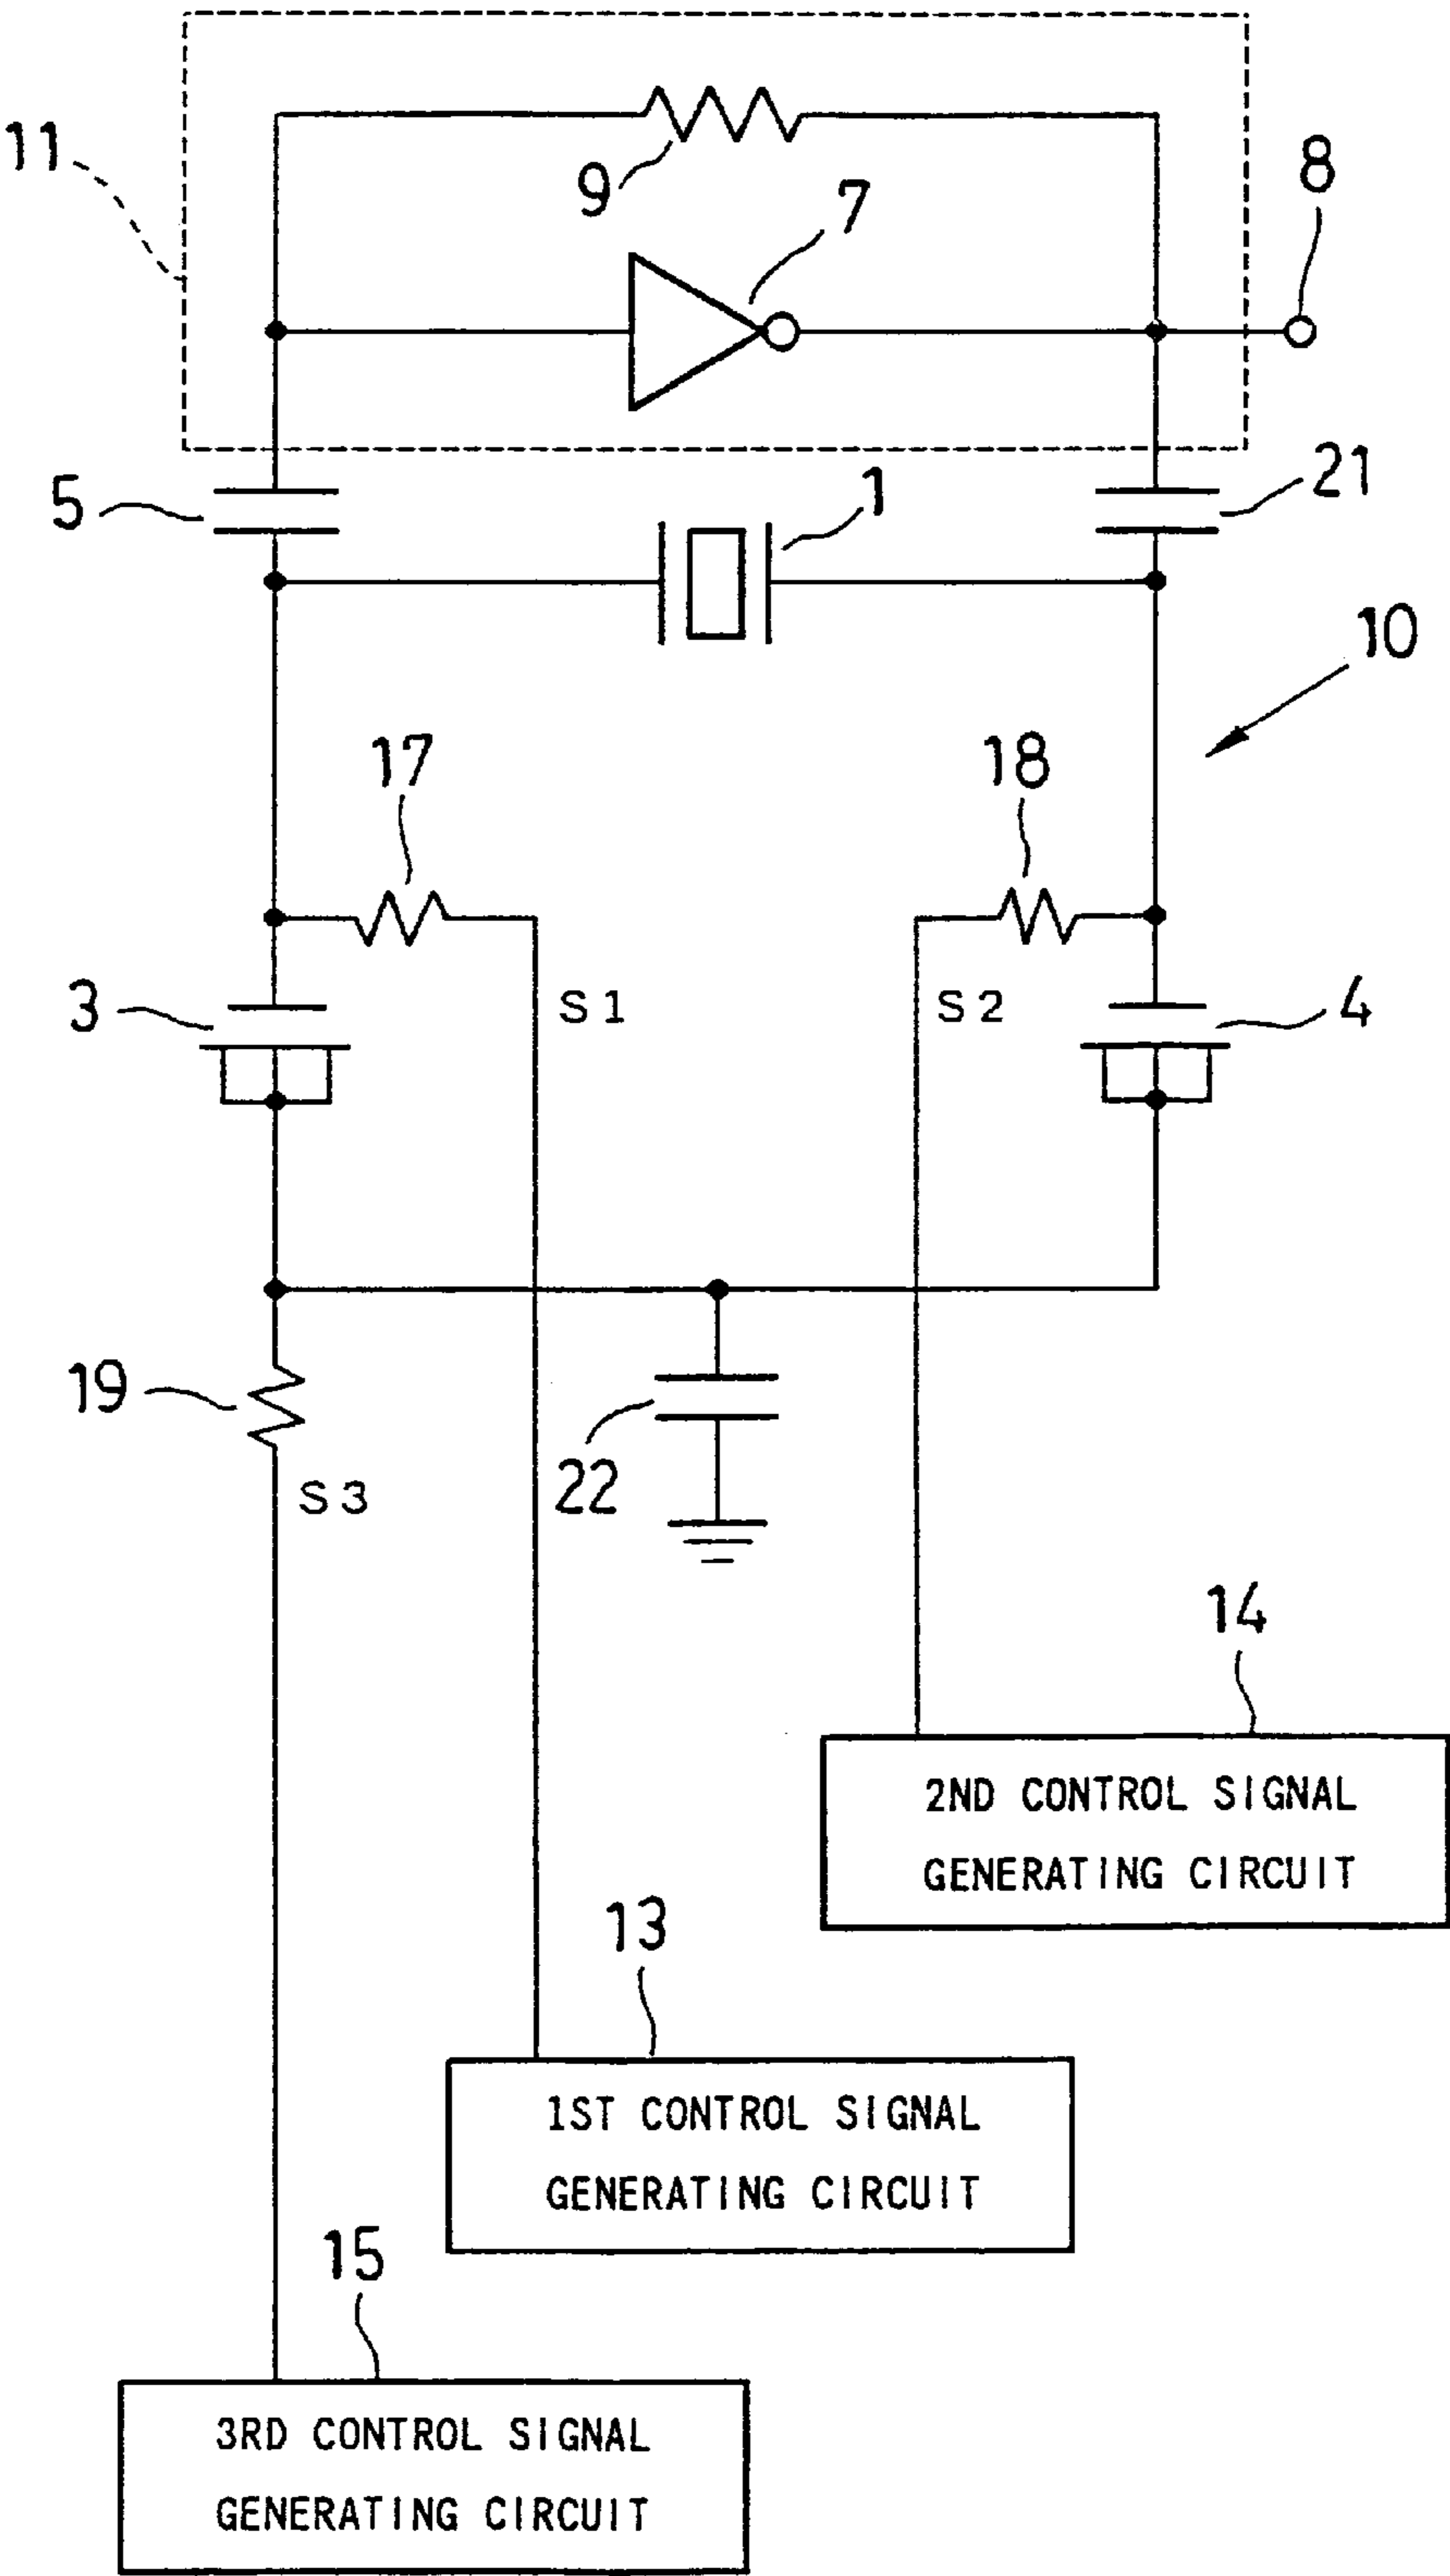 11
9
7
8
5
1
21
10
17
18
3
S1
S2
4
19
22
S3
14
2ND CONTROL SIGNAL
GENERATING CIRCUIT
13
1ST CONTROL SIGNAL
GENERATING CIRCUIT
15
3RD CONTROL SIGNAL
GENERATING CIRCUIT